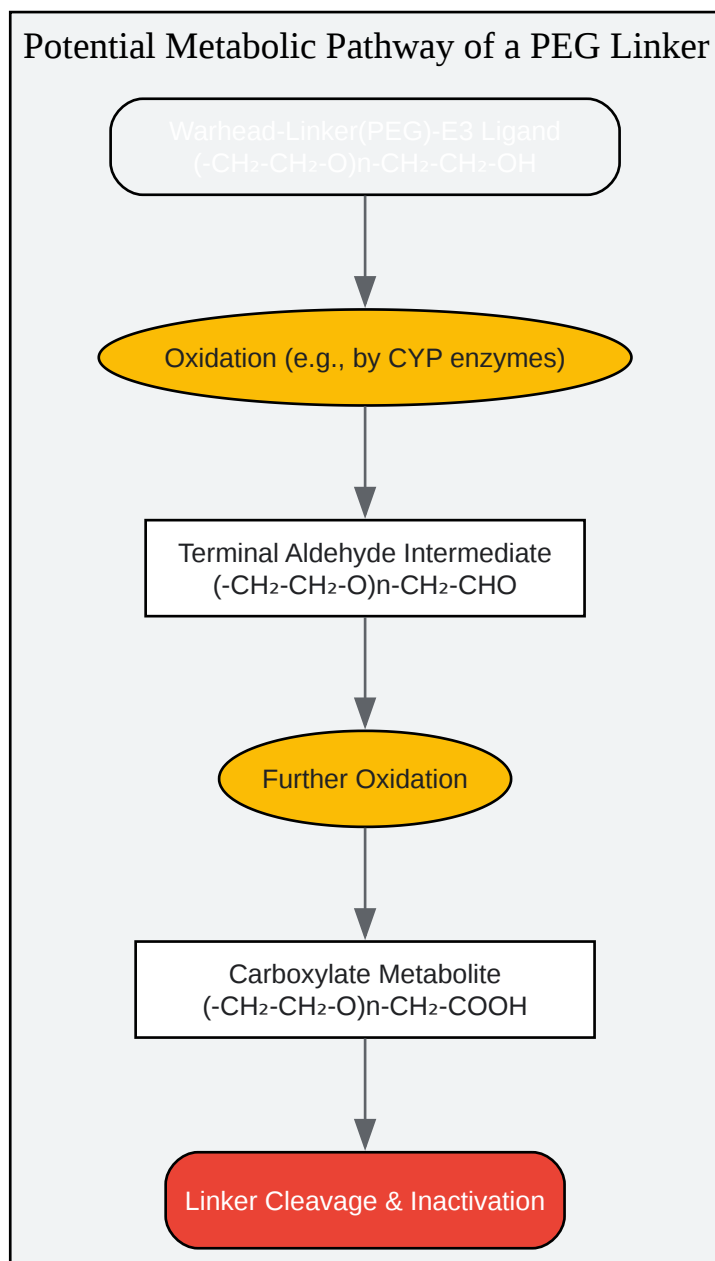 Potential Metabolic Pathway of a PEG Linker
Warhead-Linker(PEG)-E3 Ligand
(-CH₂-CH₂-O)n-CH₂-CH₂-OH
Oxidation (e.g., by CYP enzymes)
Terminal Aldehyde Intermediate
(-CH₂-CH₂-O)n-CH₂-CHO
Further Oxidation
Carboxylate Metabolite
(-CH₂-CH₂-O)n-CH₂-COOH
Linker Cleavage & Inactivation